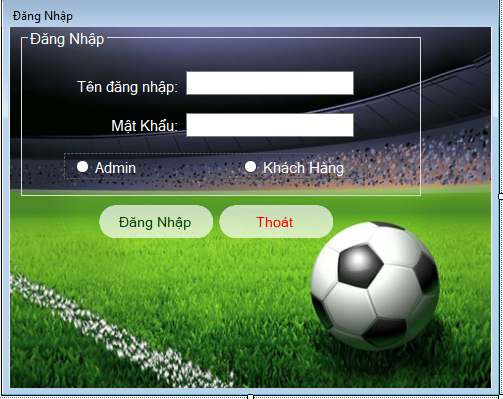 Đăng Nhập
Đăng Nhập
Tên đăng nhập:
Mật Khẩu:
Admin Khách Hàng
Đăng Nhập Thoát